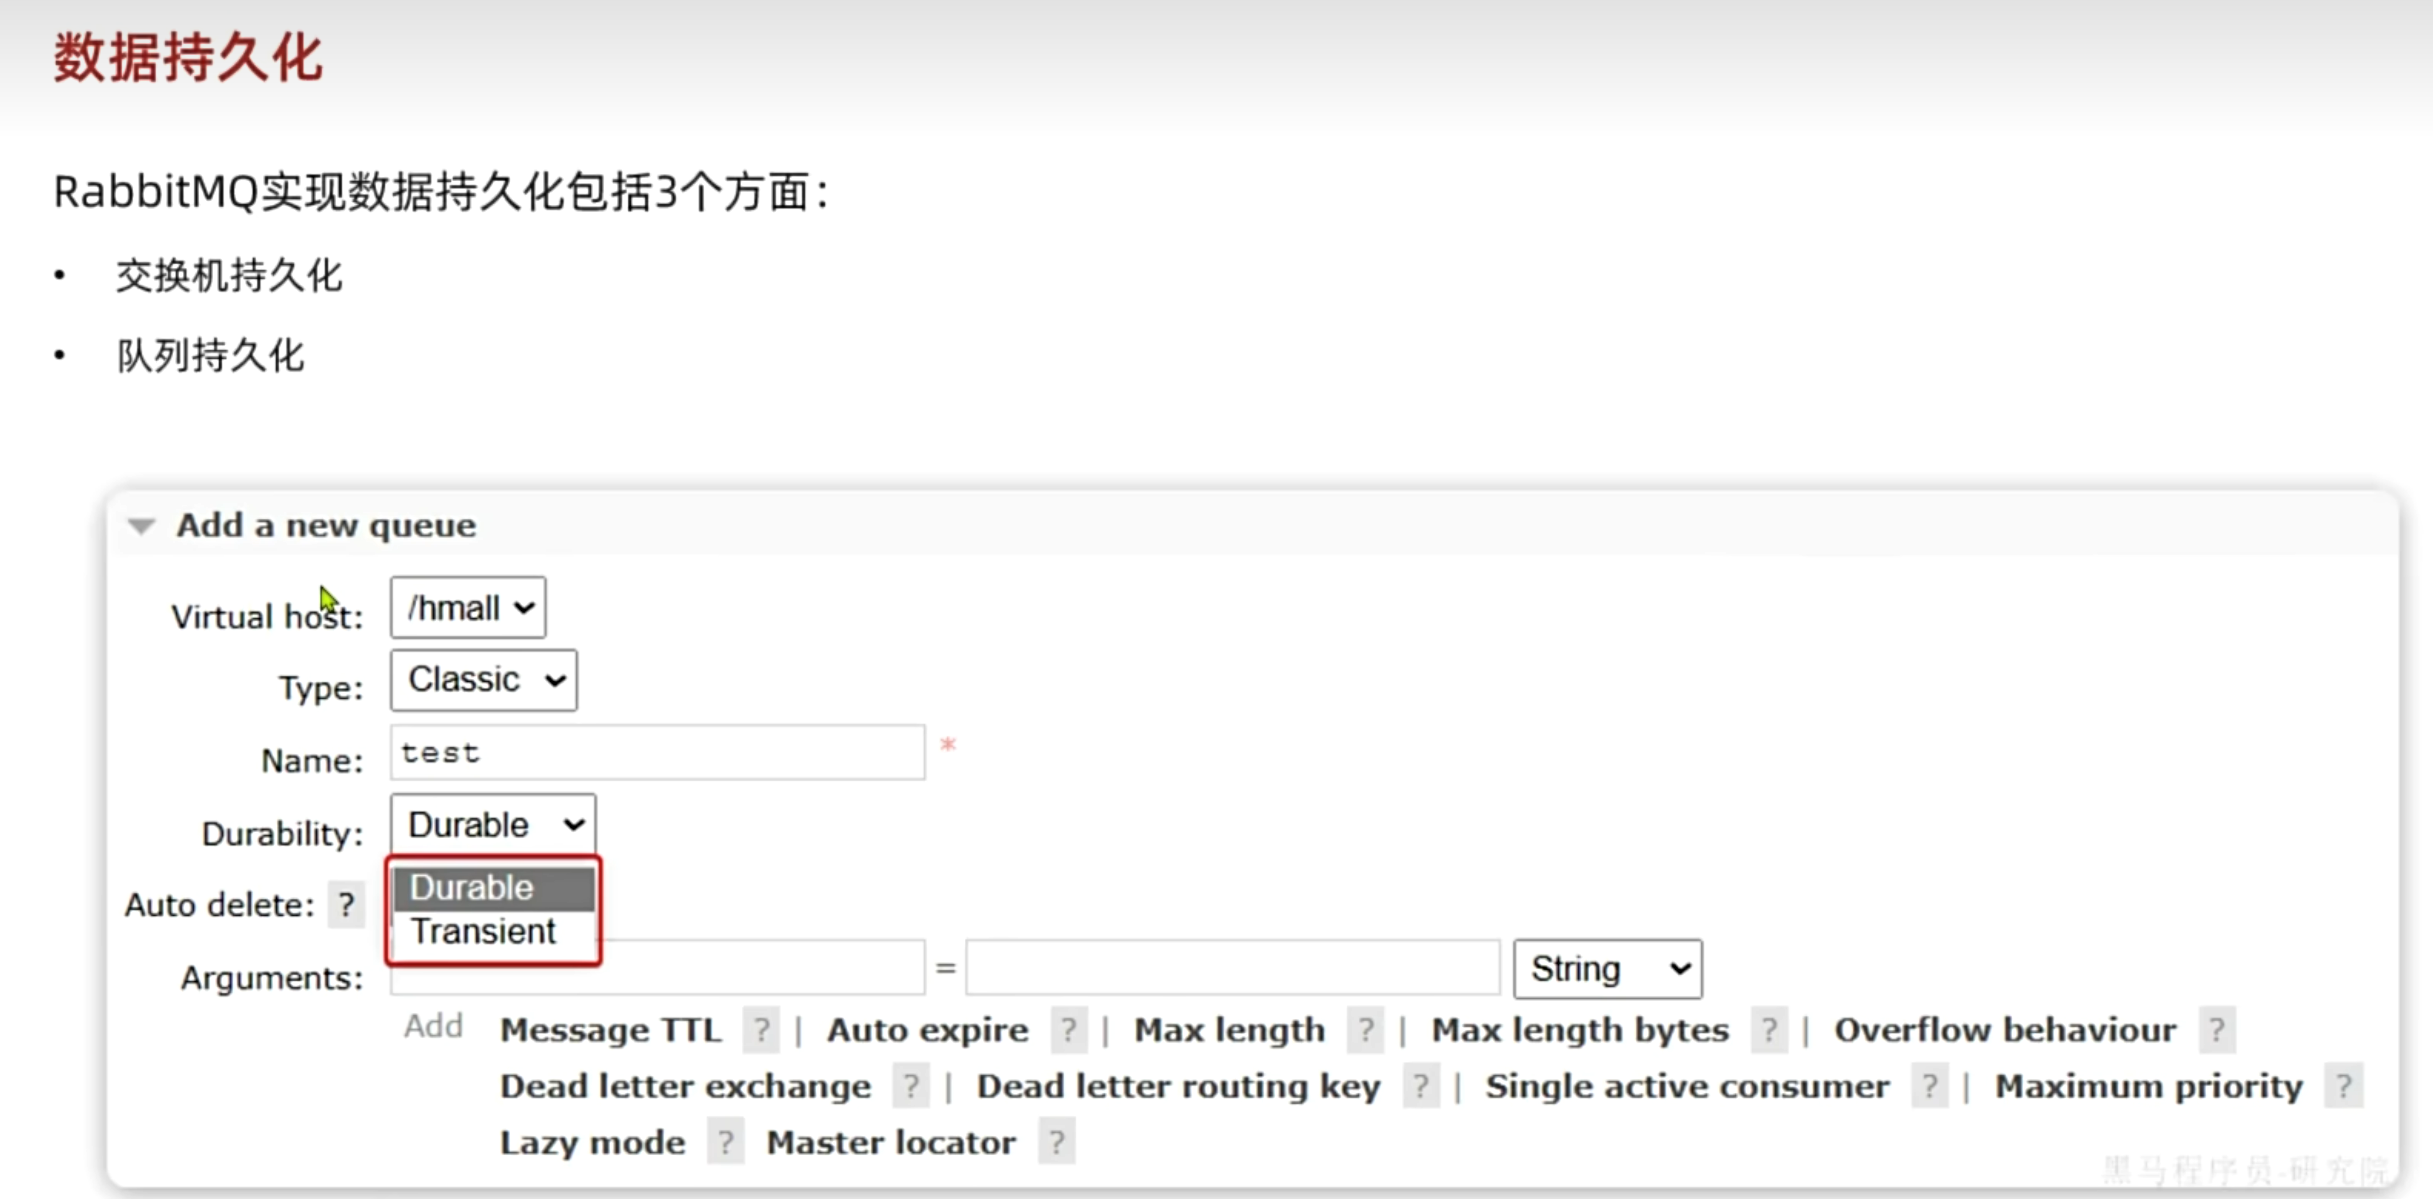 数据持久化
RabbitMQ实现数据持久化包括3个方面：
• 交换机持久化
• 队列持久化
Add a new queue
Virtual host: /hmall
Type: Classic
Name: test *
Durability: Durable
Durable
Auto delete: ?
Transient
Arguments: = String
Add Message TTL ? | Auto expire ? | Max length ? | Max length bytes ? | Overflow behaviour ?
Dead letter exchange ? | Dead letter routing key ? | Single active consumer ? | Maximum priority ?
Lazy mode ? Master locator ?
黑马程序员-研究院